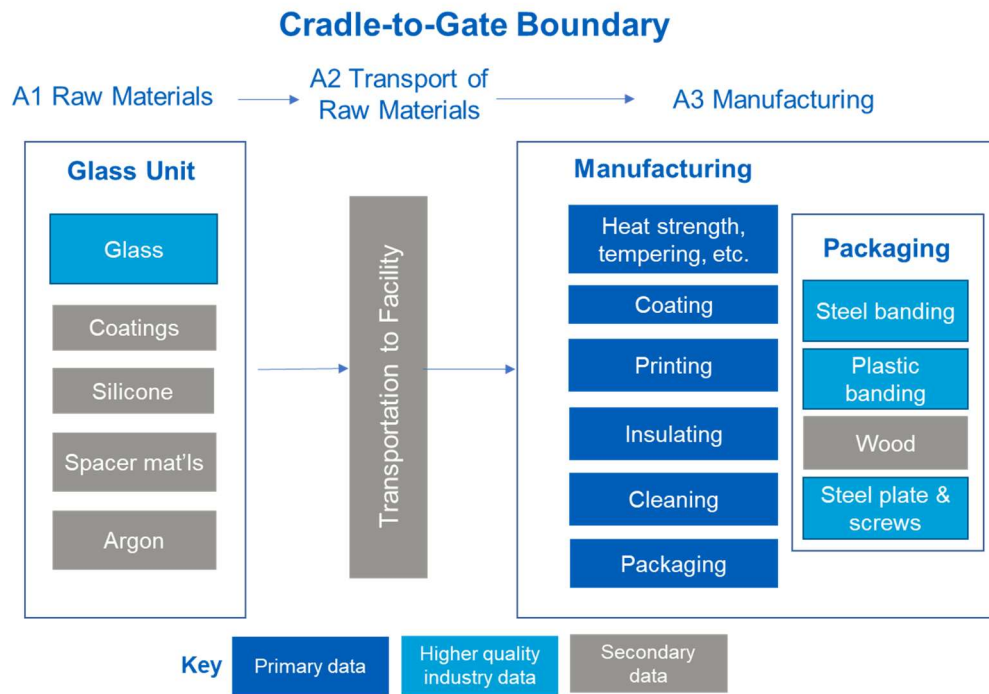 Cradle-to-Gate Boundary
A1 Raw Materials
A2 Transport of
Raw Materials
A3 Manufacturing
Glass Unit
Glass
Coatings
Silicone
Spacer mat'ls
Argon
Transportation to Facility
Manufacturing
Heat strength,
tempering, etc.
Coating
Printing
Insulating
Cleaning
Packaging
Packaging
Steel banding
Plastic
banding
Wood
Steel plate &
screws
Key
Primary data
Higher quality
industry data
Secondary
data